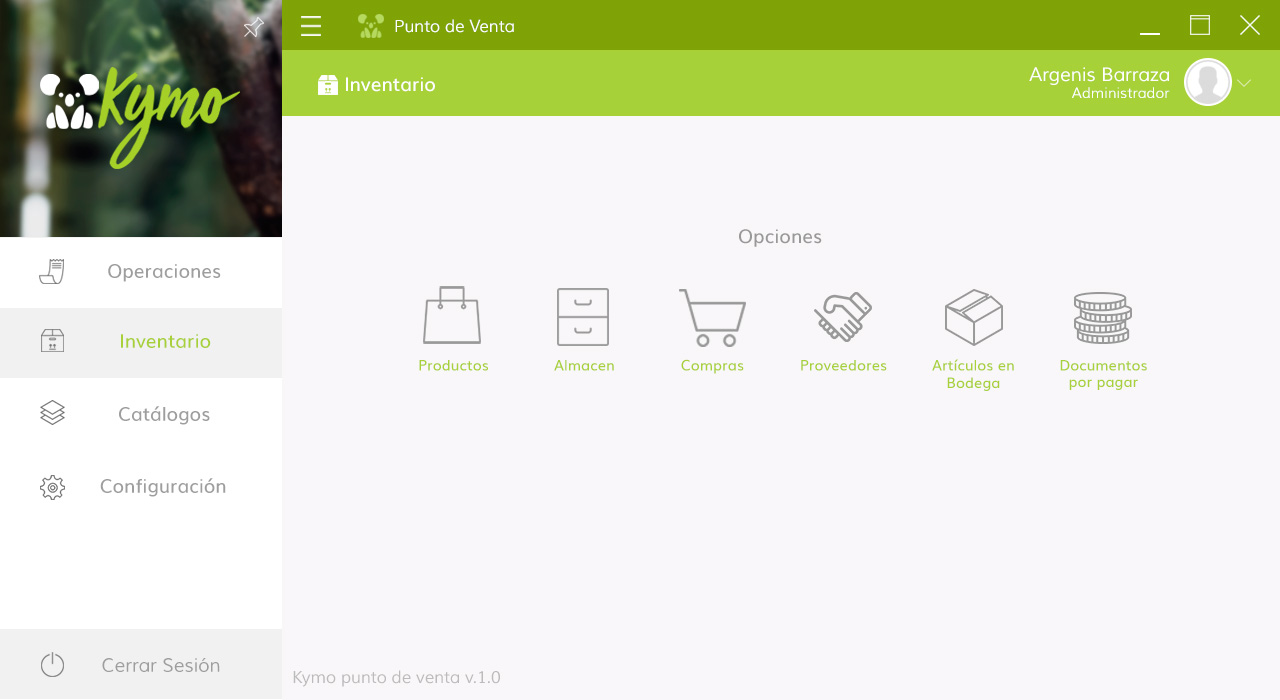 Kymo
Punto de Venta
Inventario
Argenis Barraza
Administrador
Operaciones
Inventario
Catálogos
Configuración
Cerrar Sesión
Opciones
Productos
Almacen
Compras
Proveedores
Artículos en
Bodega
Documentos
por pagar
Kymo punto de venta v.1.0